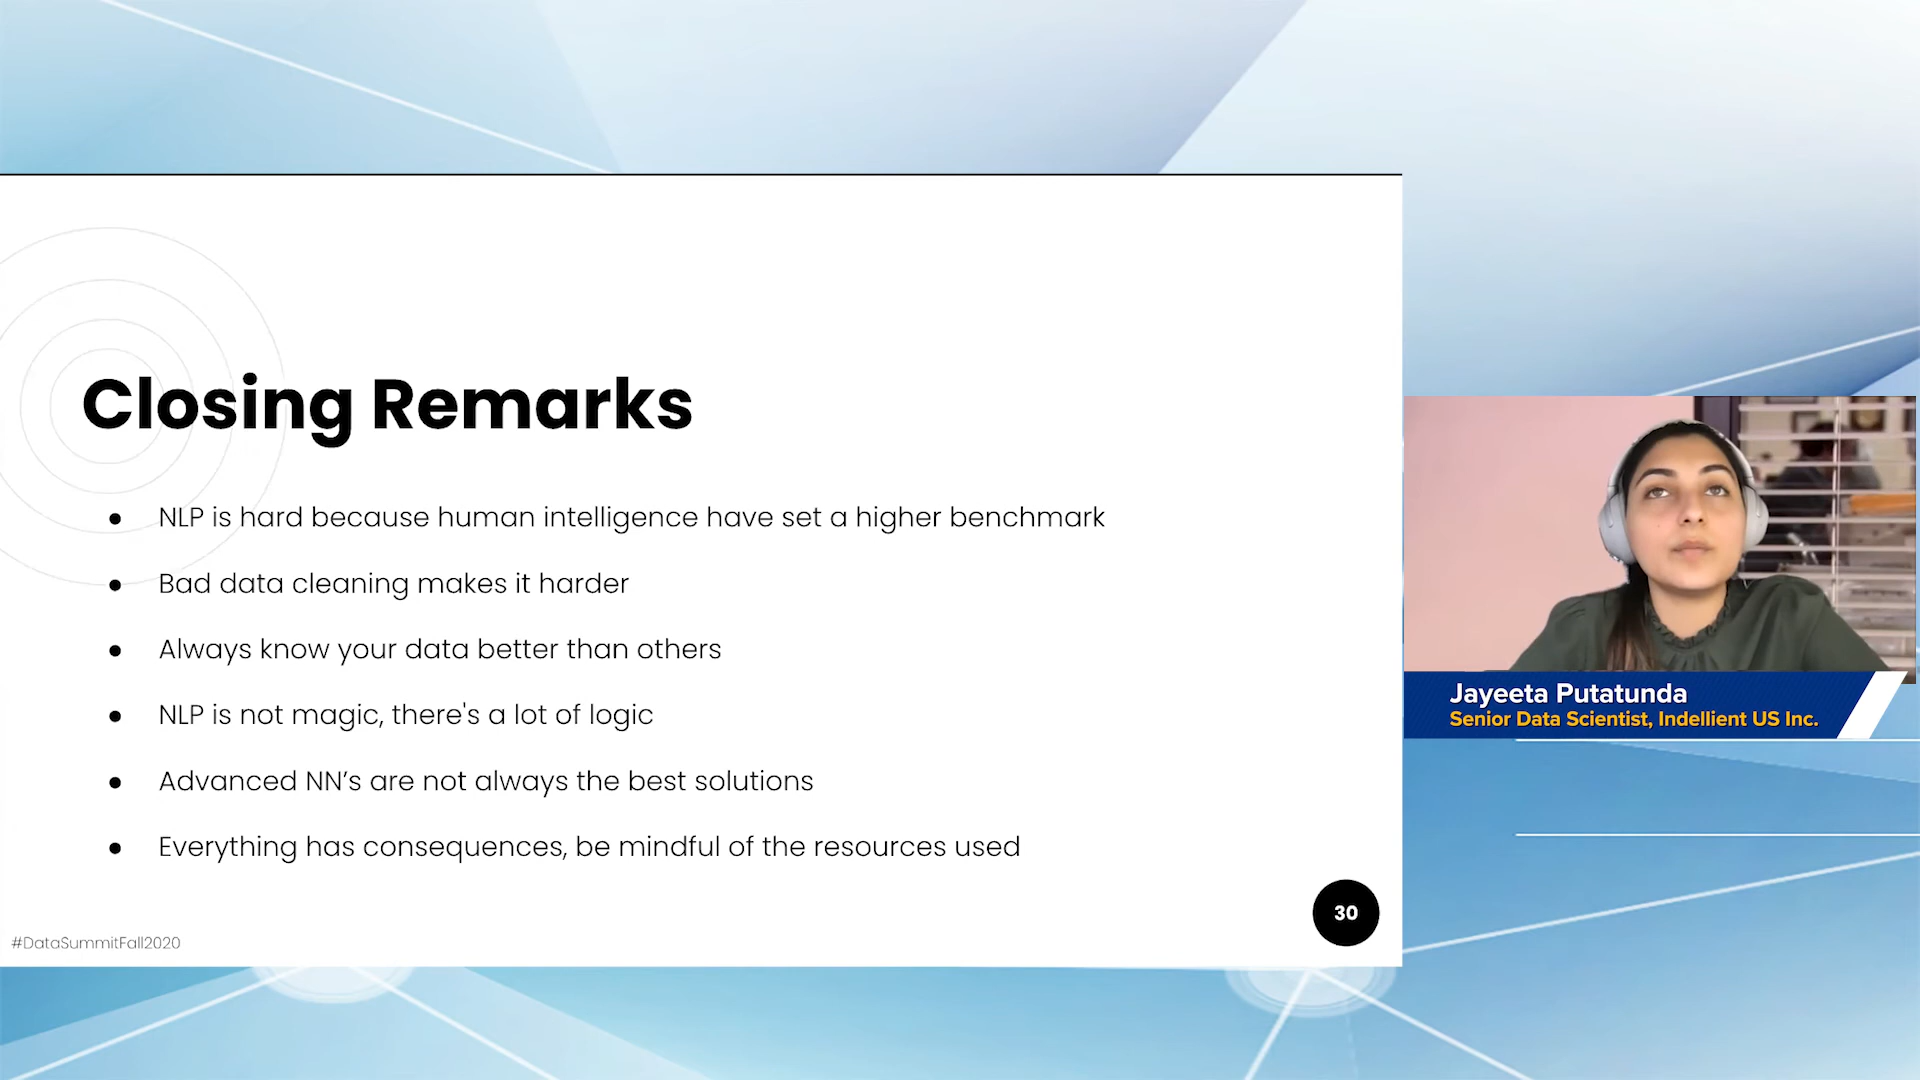 Closing Remarks
● NLP is hard because human intelligence have set a higher benchmark
● Bad data cleaning makes it harder
● Always know your data better than others
● NLP is not magic, there's a lot of logic
● Advanced NN’s are not always the best solutions
● Everything has consequences, be mindful of the resources used
30
#DataSummitFall2020
Jayeeta Putatunda
Senior Data Scientist, Indellient US Inc.